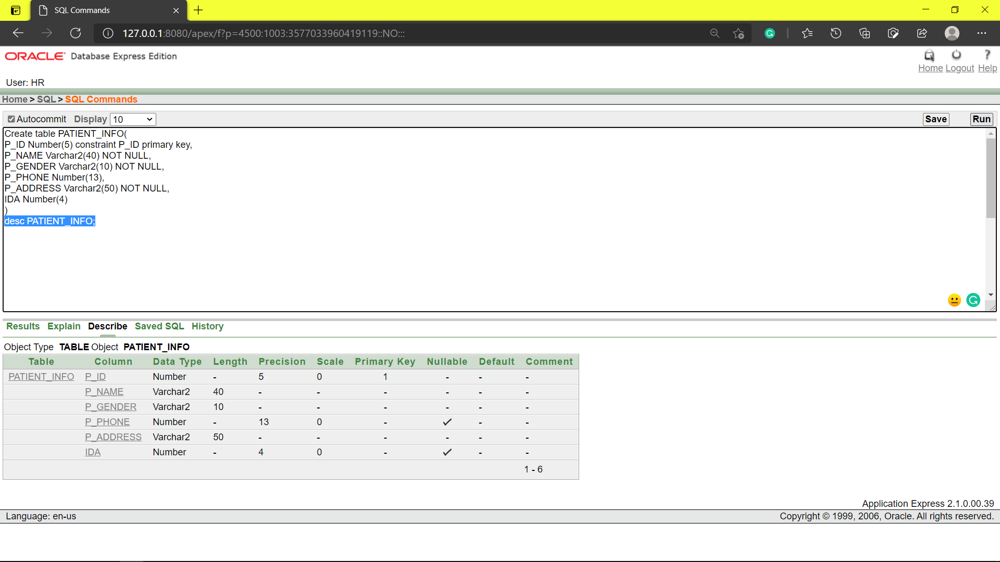 SQL Commands
127.0.0.1:8080/apex/f?p=4500:1003:3577033960419119::NO:::
ORACLE Database Express Edition
Home Logout Help
User: HR
Home > SQL > SQL Commands
Autocommit Display 10 Save Run
Create table PATIENT_INFO(
P_ID Number(5) constraint P_ID primary key,
P_NAME Varchar2(40) NOT NULL,
P_GENDER Varchar2(10) NOT NULL,
P_PHONE Number(13),
P_ADDRESS Varchar2(50) NOT NULL,
IDA Number(4)
)
desc PATIENT_INFO;
Results Explain Describe Saved SQL History
Object Type TABLE Object PATIENT_INFO
Table Column Data Type Length Precision Scale Primary Key Nullable Default Comment
PATIENT_INFO P_ID Number - 5 0 1 - - -
P_NAME Varchar2 40 - - - - - -
P_GENDER Varchar2 10 - - - - - -
P_PHONE Number - 13 0 - ✓ - -
P_ADDRESS Varchar2 50 - - - - - -
IDA Number - 4 0 - ✓ - -
1 - 6
Application Express 2.1.0.00.39
Language: en-us Copyright © 1999, 2006, Oracle. All rights reserved.